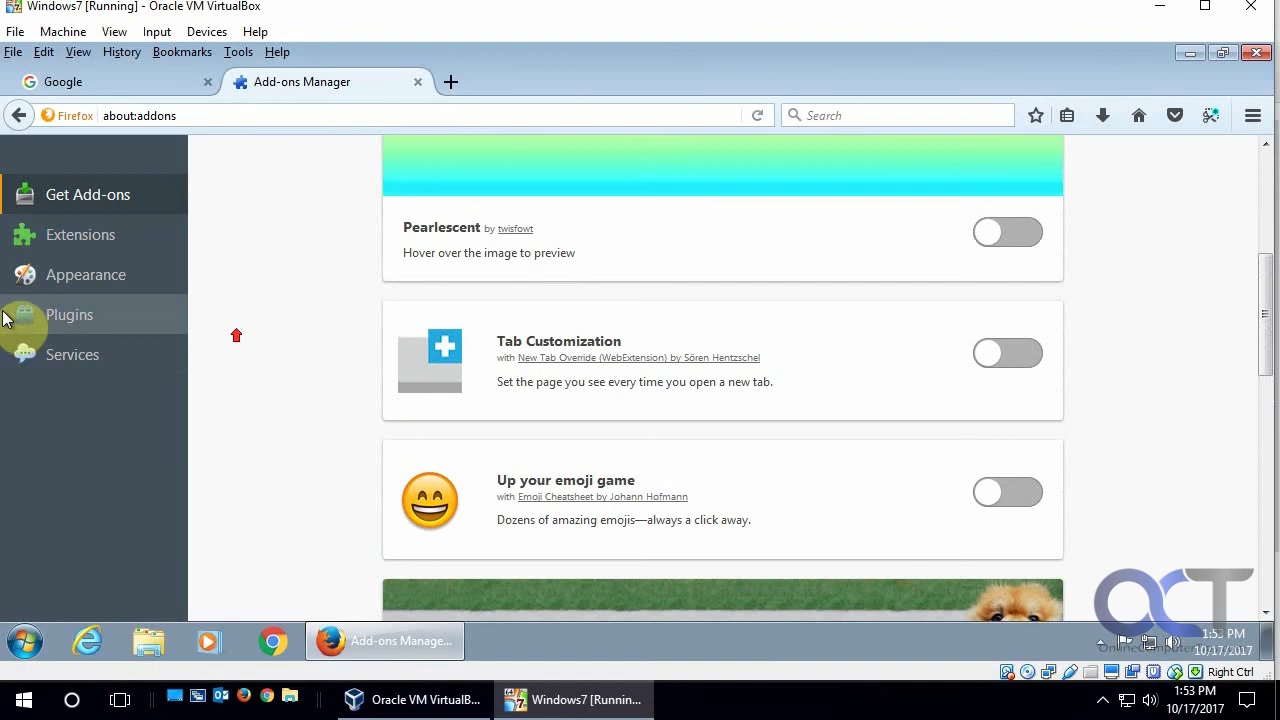 Windows7 [Running] - Oracle VM VirtualBox
File Machine View Input Devices Help
File Edit View History Bookmarks Tools Help
Google
Add-ons Manager
Firefox about:addons
Search
Get Add-ons
Extensions
Appearance
Plugins
Services
Pearlescent by twisfowt
Hover over the image to preview
Tab Customization
with New Tab Override (WebExtension) by Sören Hentzschel
Set the page you see every time you open a new tab.
Up your emoji game
with Emoji Cheatsheet by Johann Hofmann
Dozens of amazing emojis—always a click away.
OCT
Add-ons Manage...
1:53 PM
10/17/2017
Right Ctrl
Oracle VM VirtualB...
Windows7 [Running...
1:53 PM
10/17/2017